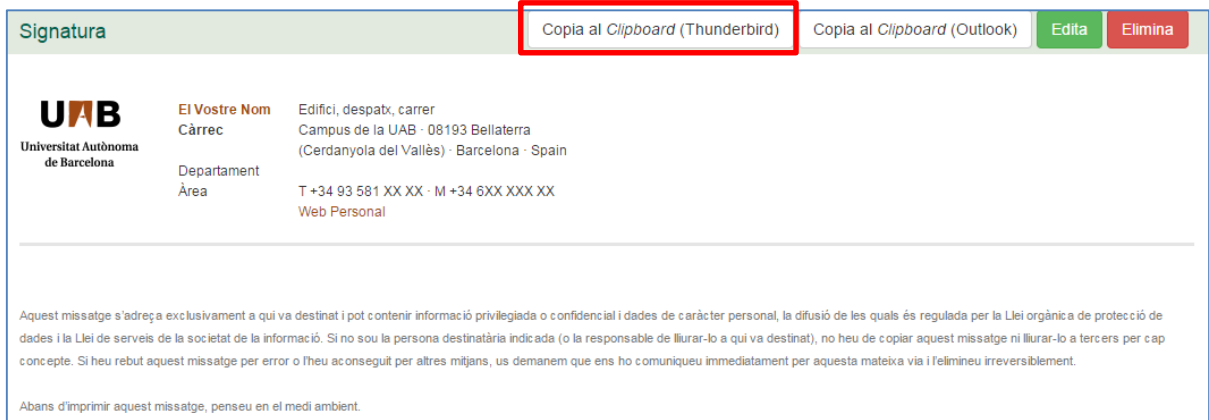 Signatura
Copia al Clipboard (Thunderbird)
Copia al Clipboard (Outlook)
Edita
Elimina
UAB
Universitat Autònoma
de Barcelona
El Vostre Nom
Càrrec
Departament
Àrea
Edifici, despatx, carrer
Campus de la UAB · 08193 Bellaterra
(Cerdanyola del Vallès) · Barcelona · Spain
T +34 93 581 XX XX · M +34 6XX XXX XX
Web Personal
Aquest missatge s’adreça exclusivament a qui va destinat i pot contenir informació privilegiada o confidencial i dades de caràcter personal, la difusió de les quals és regulada per la Llei orgànica de protecció de
dades i la Llei de serveis de la societat de la informació. Si no sou la persona destinatària indicada (o la responsable de lliurar-lo a qui va destinat), no heu de copiar aquest missatge ni lliurar-lo a tercers per cap
concepte. Si heu rebut aquest missatge per error o l’heu aconseguit per altres mitjans, us demanem que ens ho comuniqueu immediatament per aquesta mateixa via i l’elimineu irreversiblement.
Abans d’imprimir aquest missatge, penseu en el medi ambient.